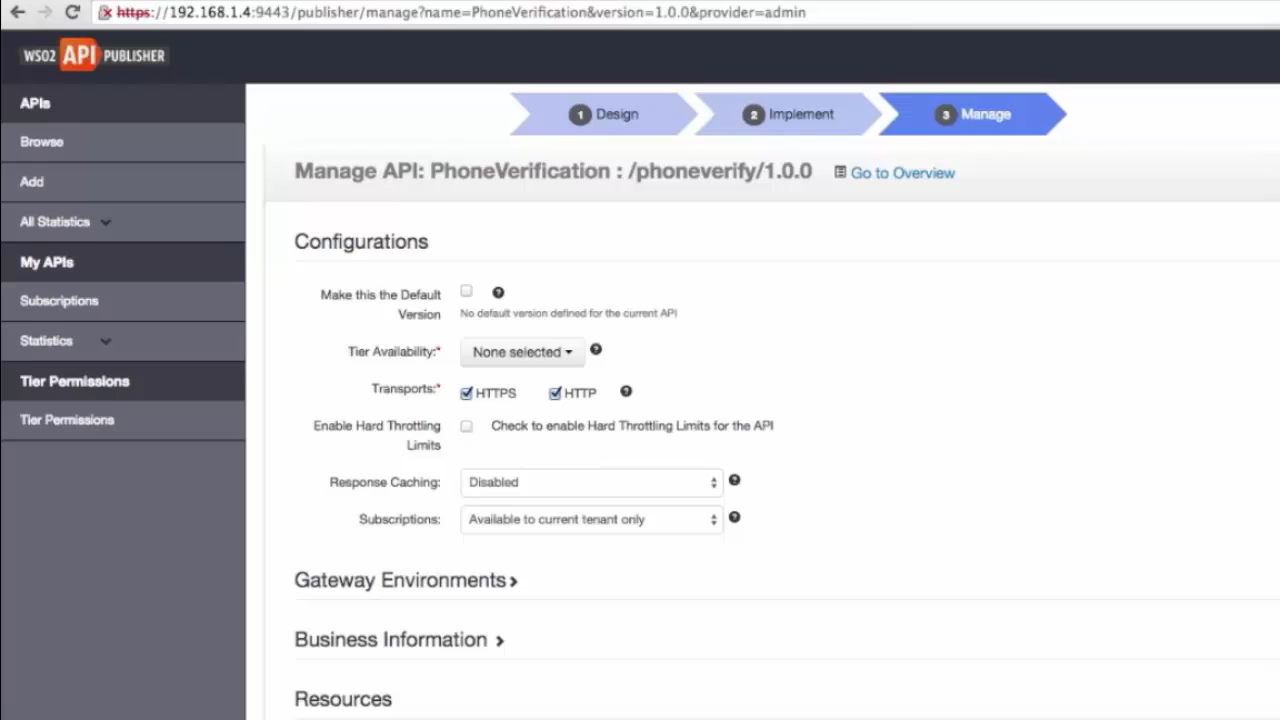 https://192.168.1.4:9443/publisher/manage?name=PhoneVerification&version=1.0.0&provider=admin
WSO2 API PUBLISHER
APIs
Browse
Add
All Statistics
My APIs
Subscriptions
Statistics
Tier Permissions
Tier Permissions
1 Design
2 Implement
3 Manage
Manage API: PhoneVerification : /phoneverify/1.0.0
Go to Overview
Configurations
Make this the Default
Version
No default version defined for the current API
Tier Availability:*
None selected
Transports:*
HTTPS
HTTP
Enable Hard Throttling
Limits
Check to enable Hard Throttling Limits for the API
Response Caching:
Disabled
Subscriptions:
Available to current tenant only
Gateway Environments
Business Information
Resources